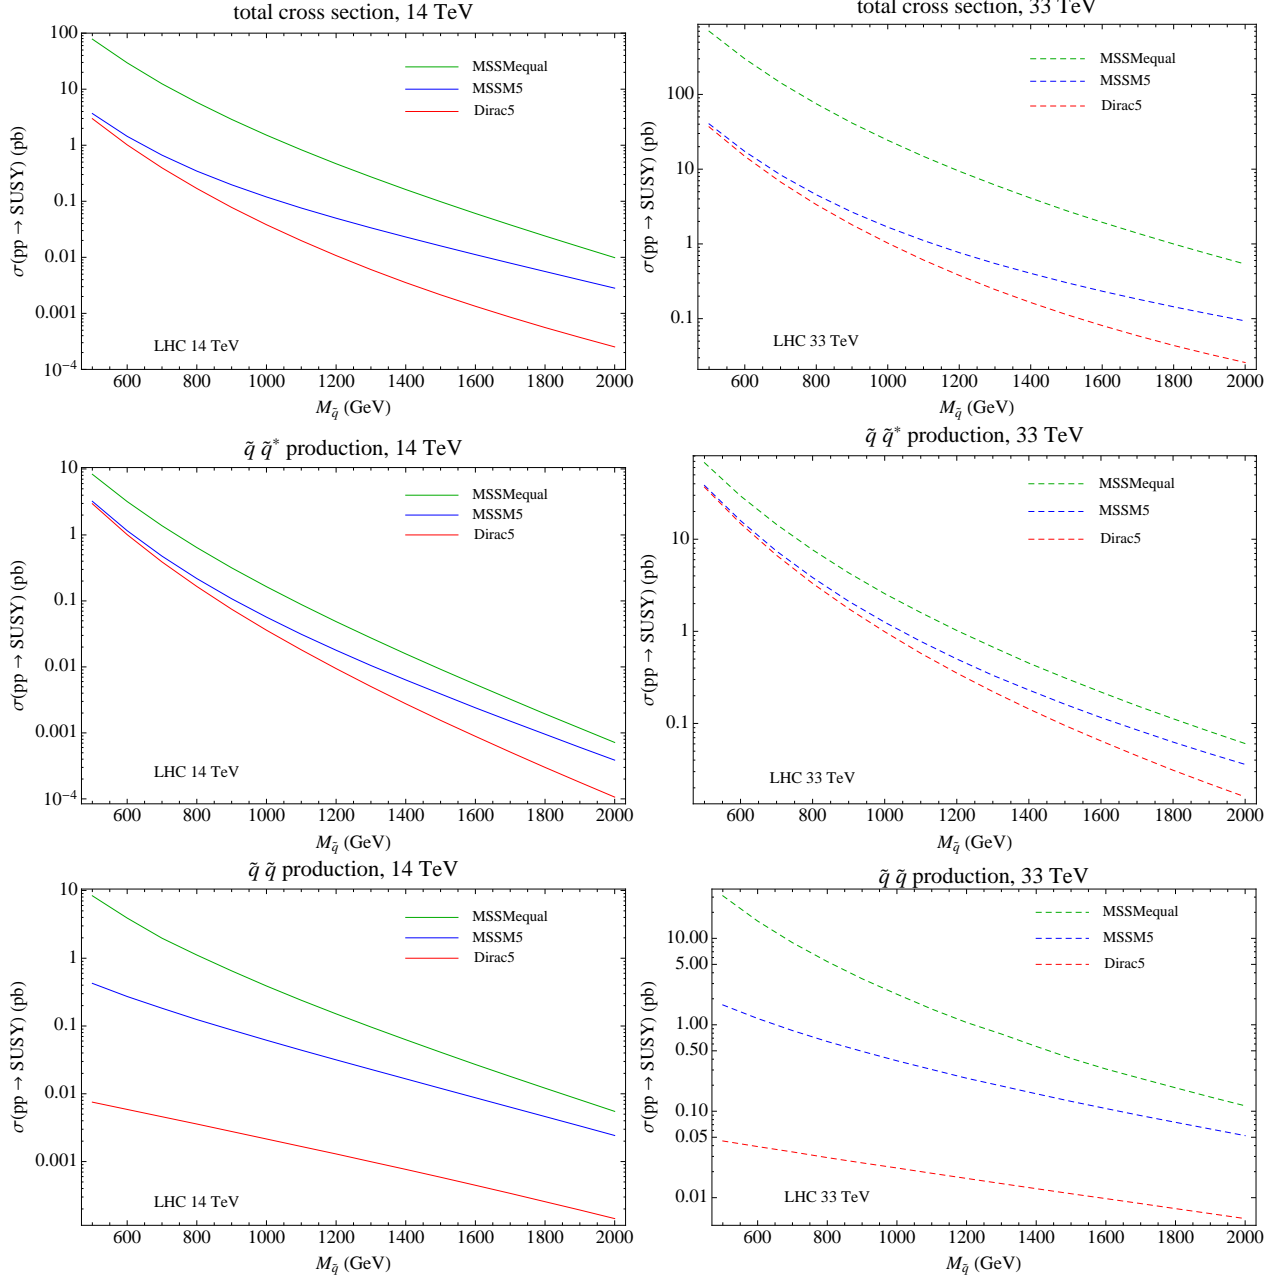 total cross section, 14 TeV
100
10
1
0.1
0.01
0.001
10⁻⁴
σ(pp → SUSY) (pb)
MSSMequal
MSSM5
Dirac5
LHC 14 TeV
600 800 1000 1200 1400 1600 1800 2000
M_q̃ (GeV)
total cross section, 33 TeV
100
10
1
0.1
σ(pp → SUSY) (pb)
MSSMequal
MSSM5
Dirac5
LHC 33 TeV
600 800 1000 1200 1400 1600 1800 2000
M_q̃ (GeV)
q̃ q̃* production, 14 TeV
10
1
0.1
0.01
0.001
10⁻⁴
σ(pp → SUSY) (pb)
MSSMequal
MSSM5
Dirac5
LHC 14 TeV
600 800 1000 1200 1400 1600 1800 2000
M_q̃ (GeV)
q̃ q̃* production, 33 TeV
10
1
0.1
σ(pp → SUSY) (pb)
MSSMequal
MSSM5
Dirac5
LHC 33 TeV
600 800 1000 1200 1400 1600 1800 2000
M_q̃ (GeV)
q̃ q̃ production, 14 TeV
10
1
0.1
0.01
0.001
σ(pp → SUSY) (pb)
MSSMequal
MSSM5
Dirac5
LHC 14 TeV
600 800 1000 1200 1400 1600 1800 2000
M_q̃ (GeV)
q̃ q̃ production, 33 TeV
10.00
5.00
1.00
0.50
0.10
0.05
0.01
σ(pp → SUSY) (pb)
MSSMequal
MSSM5
Dirac5
LHC 33 TeV
600 800 1000 1200 1400 1600 1800 2000
M_q̃ (GeV)